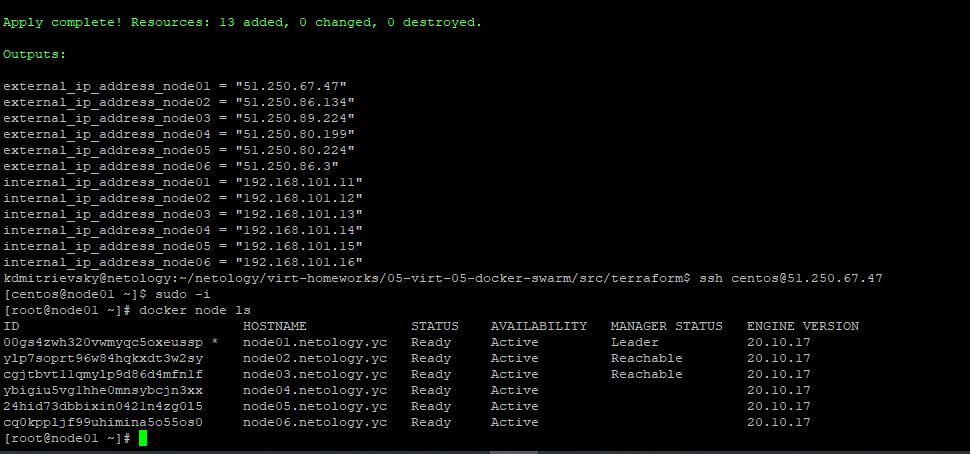 Apply complete! Resources: 13 added, 0 changed, 0 destroyed.
Outputs:
external_ip_address_node01 = "51.250.67.47"
external_ip_address_node02 = "51.250.86.134"
external_ip_address_node03 = "51.250.89.224"
external_ip_address_node04 = "51.250.80.199"
external_ip_address_node05 = "51.250.80.224"
external_ip_address_node06 = "51.250.86.3"
internal_ip_address_node01 = "192.168.101.11"
internal_ip_address_node02 = "192.168.101.12"
internal_ip_address_node03 = "192.168.101.13"
internal_ip_address_node04 = "192.168.101.14"
internal_ip_address_node05 = "192.168.101.15"
internal_ip_address_node06 = "192.168.101.16"
kdmitrievsky@netology:~/netology/virt-homeworks/05-virt-05-docker-swarm/src/terraform$ ssh centos@51.250.67.47
[centos@node01 ~]$ sudo -i
[root@node01 ~]# docker node ls
ID HOSTNAME STATUS AVAILABILITY MANAGER STATUS ENGINE VERSION
00gs4zwh320vwmyqc5oxeussp * node01.netology.yc Ready Active Leader 20.10.17
ylp7soprt96w84hqkxdt3w2sy node02.netology.yc Ready Active Reachable 20.10.17
cgjtbvt11qmylp9d86d4mfn1f node03.netology.yc Ready Active Reachable 20.10.17
ybigiu5vglhhe0mnsybcjn3xx node04.netology.yc Ready Active 20.10.17
24hid73dbbixin042ln4zg0l5 node05.netology.yc Ready Active 20.10.17
cq0kppljf99uhimina5o55os0 node06.netology.yc Ready Active 20.10.17
[root@node01 ~]#